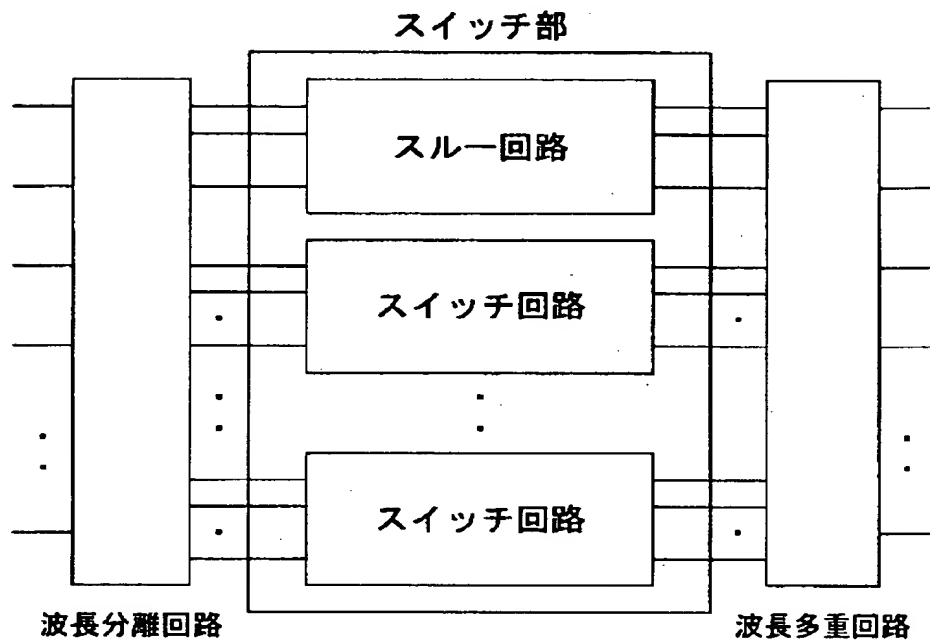 スイッチ部
スルー回路
スイッチ回路
スイッチ回路
波長分離回路
波長多重回路